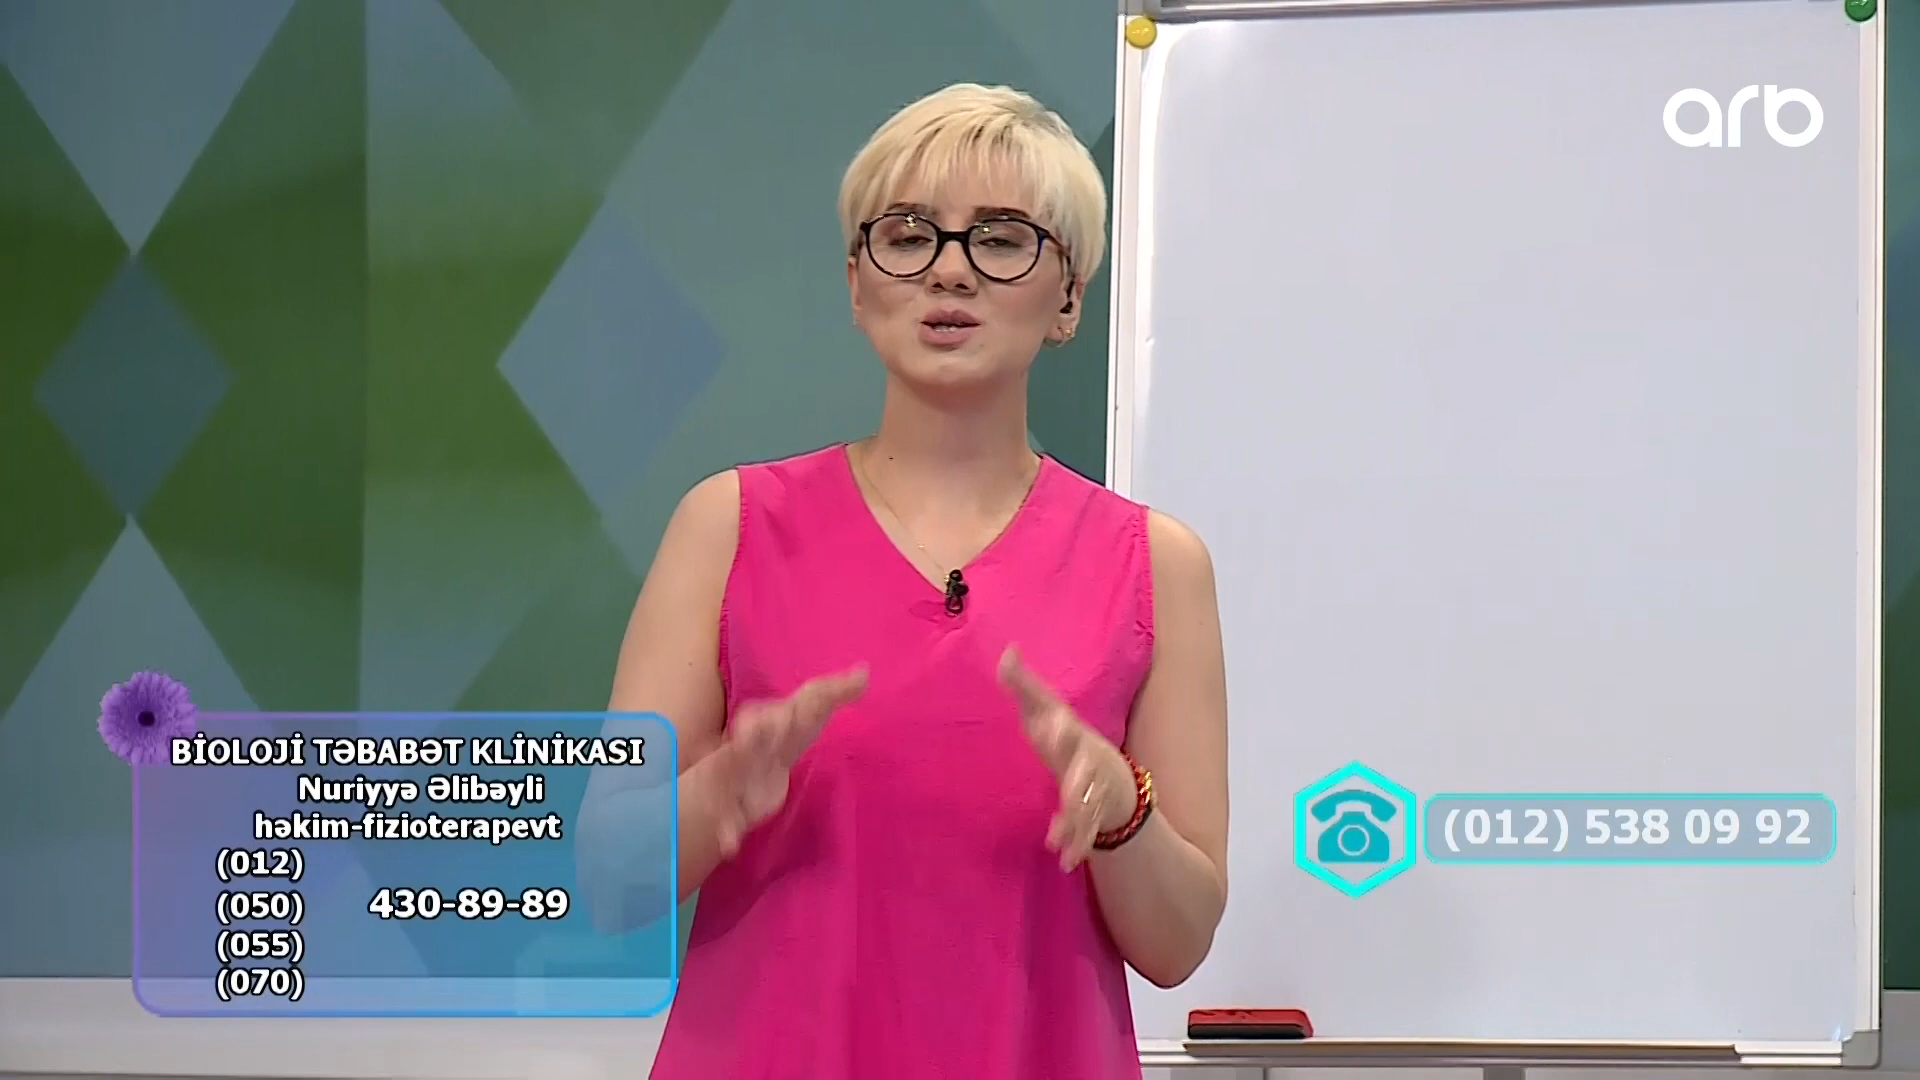 arb
BİOLOJİ TƏBABƏT KLİNİKASI
Nuriyyə Əlibəyli
həkim-fizioterapevt
(012)
(050) 430-89-89
(055)
(070)
(012) 538 09 92